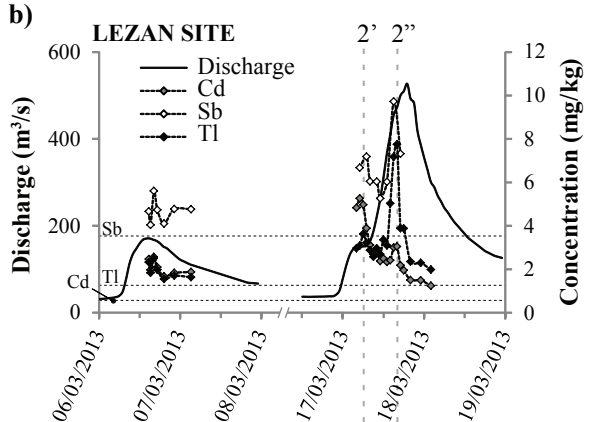 b)
LEZAN SITE
2’ 2”
600
400
200
0
Discharge (m³/s)
Discharge
Cd
Sb
Tl
Sb
Cd
Tl
12
10
8
6
4
2
0
Concentration (mg/kg)
06/03/2013
07/03/2013
08/03/2013
17/03/2013
18/03/2013
19/03/2013